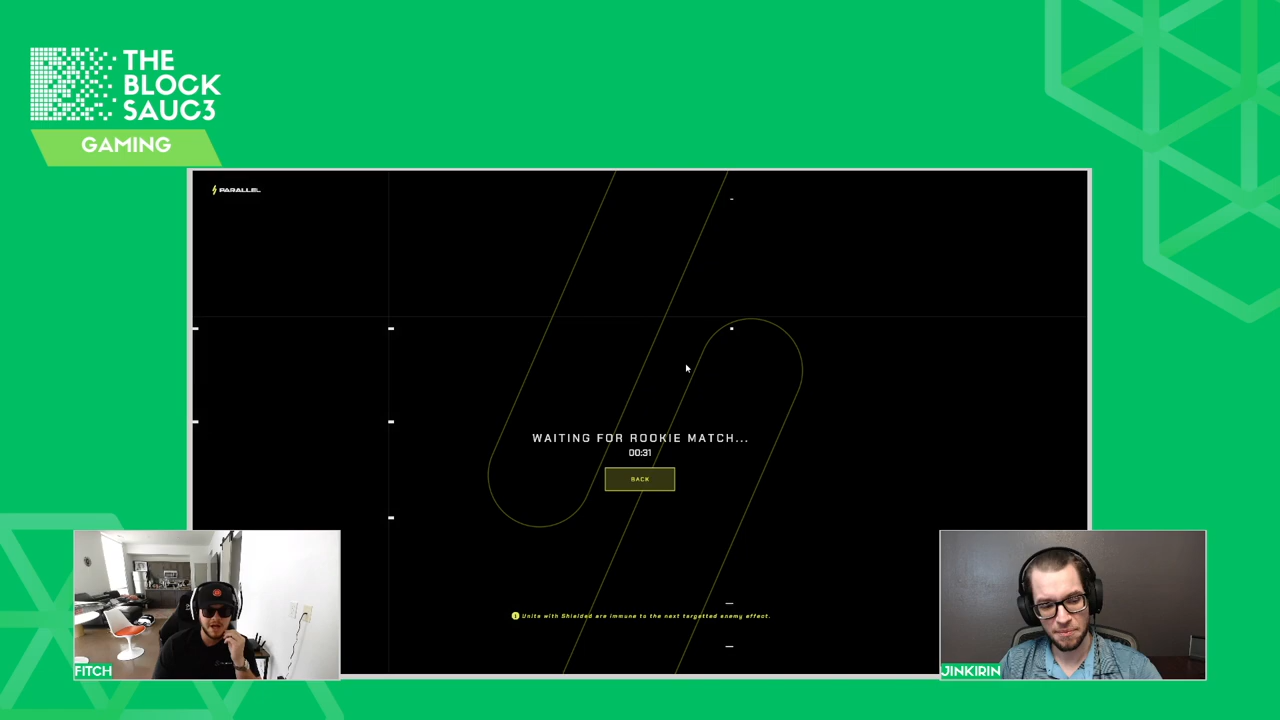 THE
BLOCK
SAUC3
GAMING
PARALLEL
WAITING FOR ROOKIE MATCH...
00:31
BACK
Units with Shielded are immune to the next targetted enemy effect.
FITCH
JINKIRIN